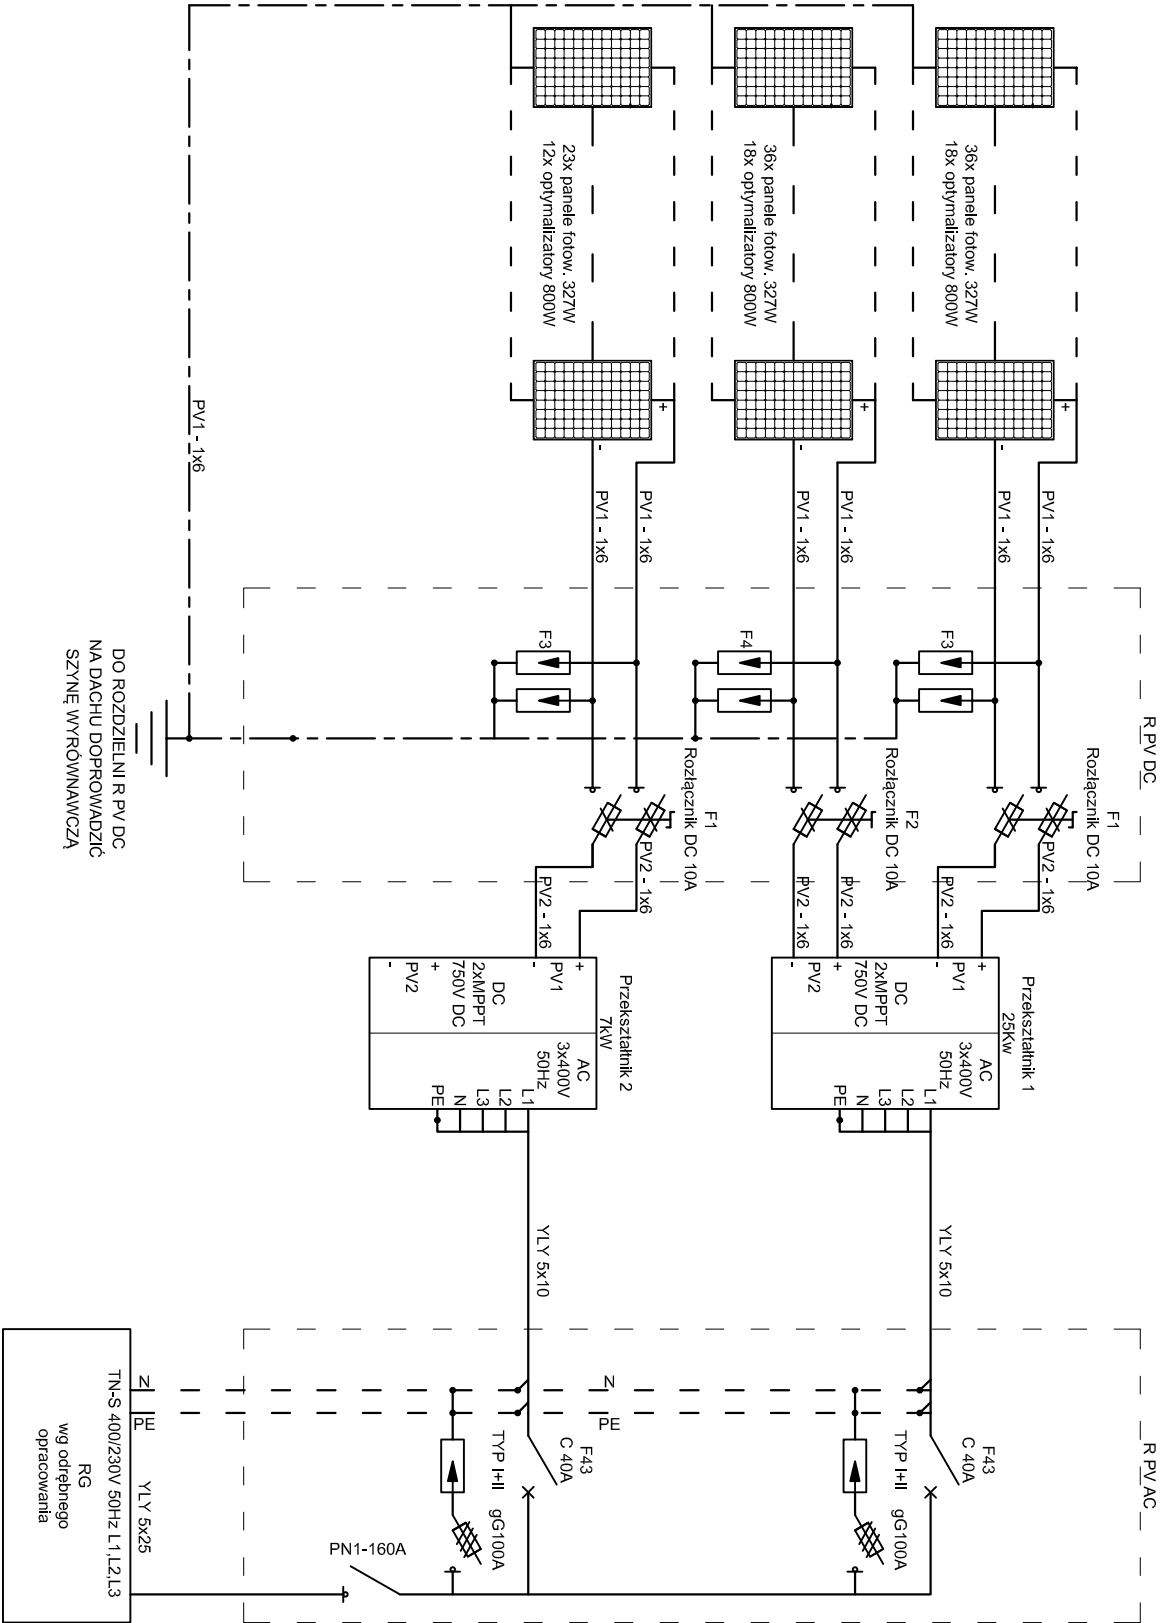 36x panele fotow. 327W
18x optymalizatory 800W
36x panele fotow. 327W
18x optymalizatory 800W
23x panele fotow. 327W
12x optymalizatory 800W
+
-
+
-
+
-
PV1 - 1x6
PV1 - 1x6
PV1 - 1x6
PV1 - 1x6
PV1 - 1x6
PV1 - 1x6
PV1 - 1x6
R PV DC
F3
F4
F3
F1
Rozłącznik DC 10A
F2
Rozłącznik DC 10A
F1
Rozłącznik DC 10A
DO ROZDZIELNI R PV DC
NA DACHU DOPROWADZIĆ
SZYNĘ WYRÓWNAWCZĄ
PV2 - 1x6
PV2 - 1x6
PV2 - 1x6
PV2 - 1x6
PV2 - 1x6
PV2 - 1x6
Przekształtnik 1
25Kw
+
PV1
-
DC
2xMPPT
750V DC
+
PV2
-
AC
3x400V
50Hz
L1
L2
L3
N
PE
Przekształtnik 2
7kW
+
PV1
-
DC
2xMPPT
750V DC
+
PV2
-
AC
3x400V
50Hz
L1
L2
L3
N
PE
YLY 5x10
YLY 5x10
R PV AC
F43
C 40A
TYP I+II
gG100A
N
PE
F43
C 40A
TYP I+II
gG100A
PN1-160A
N
PE
YLY 5x25
TN-S 400/230V 50Hz L1,L2,L3
RG
wg odrębnego
opracowania